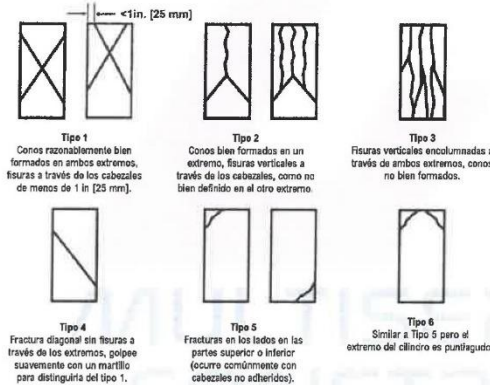 <1in. [25 mm]
Tipo 1
Conos razonablemente bien
formados en ambos extremos,
fisuras a través de los cabezales
de menos de 1 in [25 mm].
Tipo 2
Conos bien formados en un
extremo, fisuras verticales a
través de los cabezales, como no
bien definido en el otro extremo
Tipo 3
Fisuras verticales encolumnadas a
través de ambos extremos, conos
no bien formados.
Tipo 4
Fractura diagonal sin fisuras a
través de los extremos, golpee
suavemente con un martillo
para distinguirla del tipo 1.
Tipo 5
Fracturas en los lados en las
partes superior o inferior
(ocurre comúnmente con
cabezales no adheridos).
Tipo 6
Similar a Tipo 5 pero el
extremo del cilindro es puntiagudo